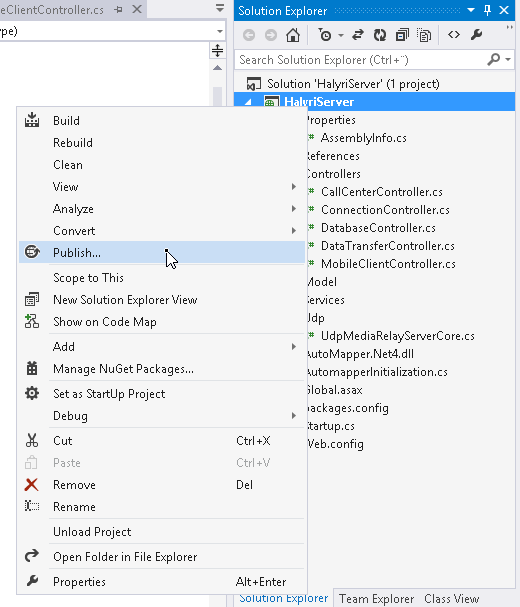 eClientController.cs
ype)
Solution Explorer
Search Solution Explorer (Ctrl+¨)
Solution 'HalyriServer' (1 project)
HalyriServer
Properties
AssemblyInfo.cs
References
Controllers
CallCenterController.cs
ConnectionController.cs
DatabaseController.cs
DataTransferController.cs
MobileClientController.cs
Model
Services
Udp
UdpMediaRelayServerCore.cs
AutoMapper.Net4.dll
AutomapperInitialization.cs
Global.asax
packages.config
Startup.cs
Web.config
Build
Rebuild
Clean
View
Analyze
Convert
Publish...
Scope to This
New Solution Explorer View
Show on Code Map
Add
Manage NuGet Packages...
Set as StartUp Project
Debug
Cut Ctrl+X
Paste Ctrl+V
Remove Del
Rename
Unload Project
Open Folder in File Explorer
Properties Alt+Enter
Solution Explorer Team Explorer Class View